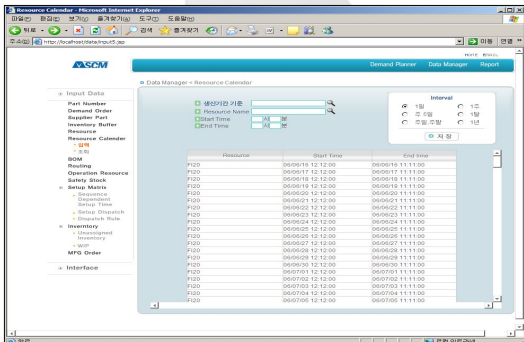 Resource Calendar - Microsoft Internet Explorer
파일(E) 편집(E) 보기(V) 즐겨찾기(A) 도구(T) 도움말(H)
뒤로 검색 즐겨찾기
주소(D) http://localhost/data/input5.jsp 이동 연결
HOME EMAIL
SCM
Demand Planner Data Manager Report
Data Manager < Resource Calendar
Input Data
Part Number
Demand Order
Supplier Part
Inventory Buffer
Resource
Resource Calender
입력
조회
BOM
Routing
Operation Resource
Safety Stock
Setup Matrix
Sequence
Dependent
Setup Time
Setup Dispatch
Dispatch Rule
Inventory
Unassigned
Inventory
WIP
MFG Order
Interface
생산기간 기준
Resource Name
Start Time 시 분
End Time 시 분
Interval
1일 1주
주 5일 1달
주월,주말 1년
저 장
Resource Start Time End time
FI20 06/06/16 12:12:00 06/06/16 11:11:00
FI20 06/06/17 12:12:00 06/06/17 11:11:00
FI20 06/06/18 12:12:00 06/06/18 11:11:00
FI20 06/06/19 12:12:00 06/06/19 11:11:00
FI20 06/06/20 12:12:00 06/06/20 11:11:00
FI20 06/06/21 12:12:00 06/06/21 11:11:00
FI20 06/06/22 12:12:00 06/06/22 11:11:00
FI20 06/06/23 12:12:00 06/06/23 11:11:00
FI20 06/06/24 12:12:00 06/06/24 11:11:00
FI20 06/06/25 12:12:00 06/06/25 11:11:00
FI20 06/06/26 12:12:00 06/06/26 11:11:00
FI20 06/06/27 12:12:00 06/06/27 11:11:00
FI20 06/06/28 12:12:00 06/06/28 11:11:00
FI20 06/06/29 12:12:00 06/06/29 11:11:00
FI20 06/06/30 12:12:00 06/06/30 11:11:00
FI20 06/07/01 12:12:00 06/07/01 11:11:00
FI20 06/07/02 12:12:00 06/07/02 11:11:00
FI20 06/07/03 12:12:00 06/07/03 11:11:00
FI20 06/07/04 12:12:00 06/07/04 11:11:00
FI20 06/07/05 12:12:00 06/07/05 11:11:00
완료 로컬 인트라넷